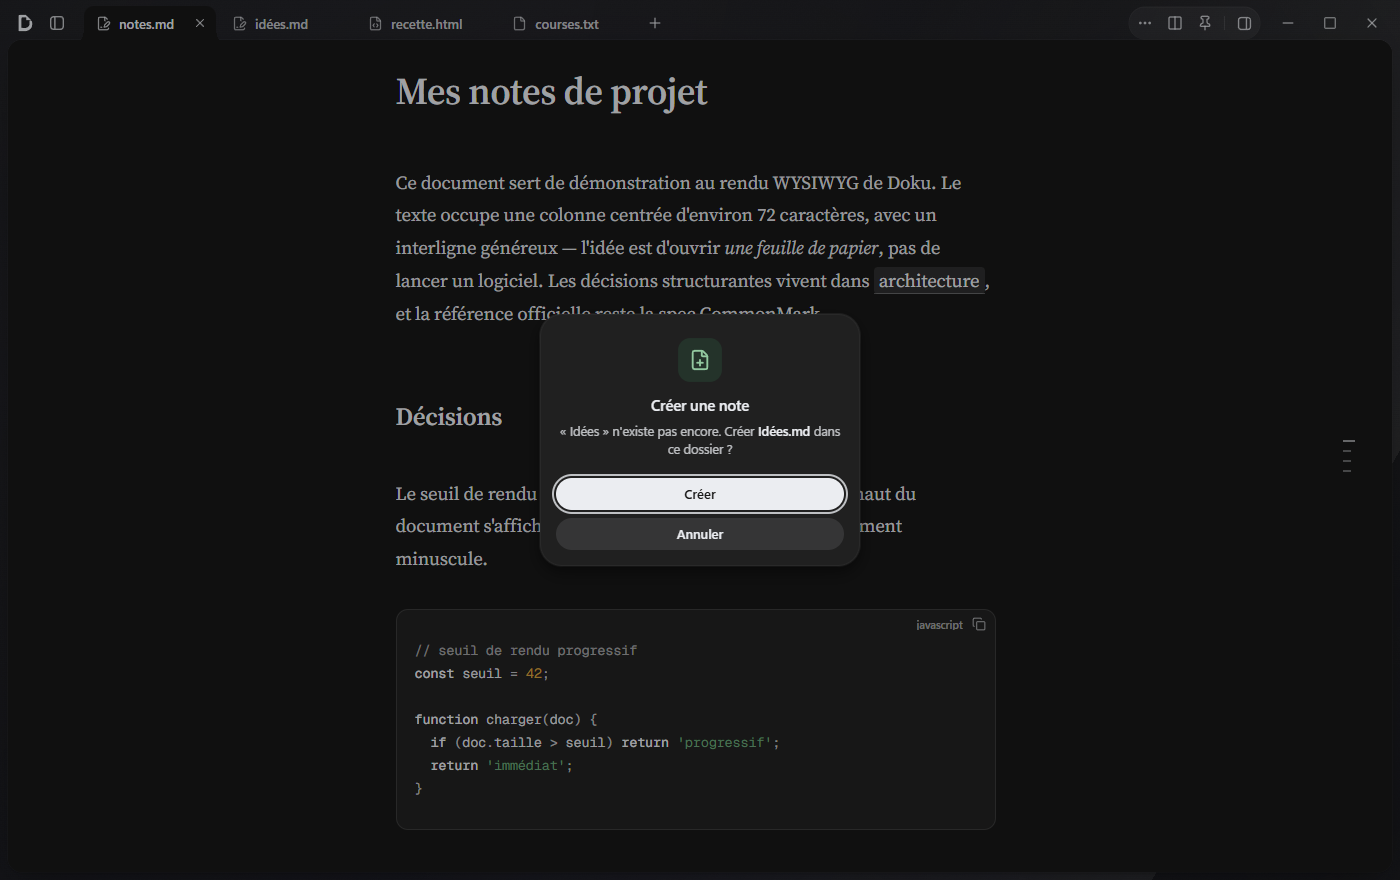 notes.md
idées.md
recette.html
courses.txt
Mes notes de projet
Ce document sert de démonstration au rendu WYSIWYG de Doku. Le
texte occupe une colonne centrée d'environ 72 caractères, avec un
interligne généreux — l'idée est d'ouvrir une feuille de papier, pas de
lancer un logiciel. Les décisions structurantes vivent dans architecture,
et la référence officielle reste la spec CommonMark
Créer une note
« Idées » n'existe pas encore. Créer Idées.md dans
ce dossier ?
Créer
Annuler
Décisions
Le seuil de rendu
document s'affich
minuscule.
javascript
// seuil de rendu progressif
const seuil = 42;
function charger(doc) {
  if (doc.taille > seuil) return 'progressif';
  return 'immédiat';
}